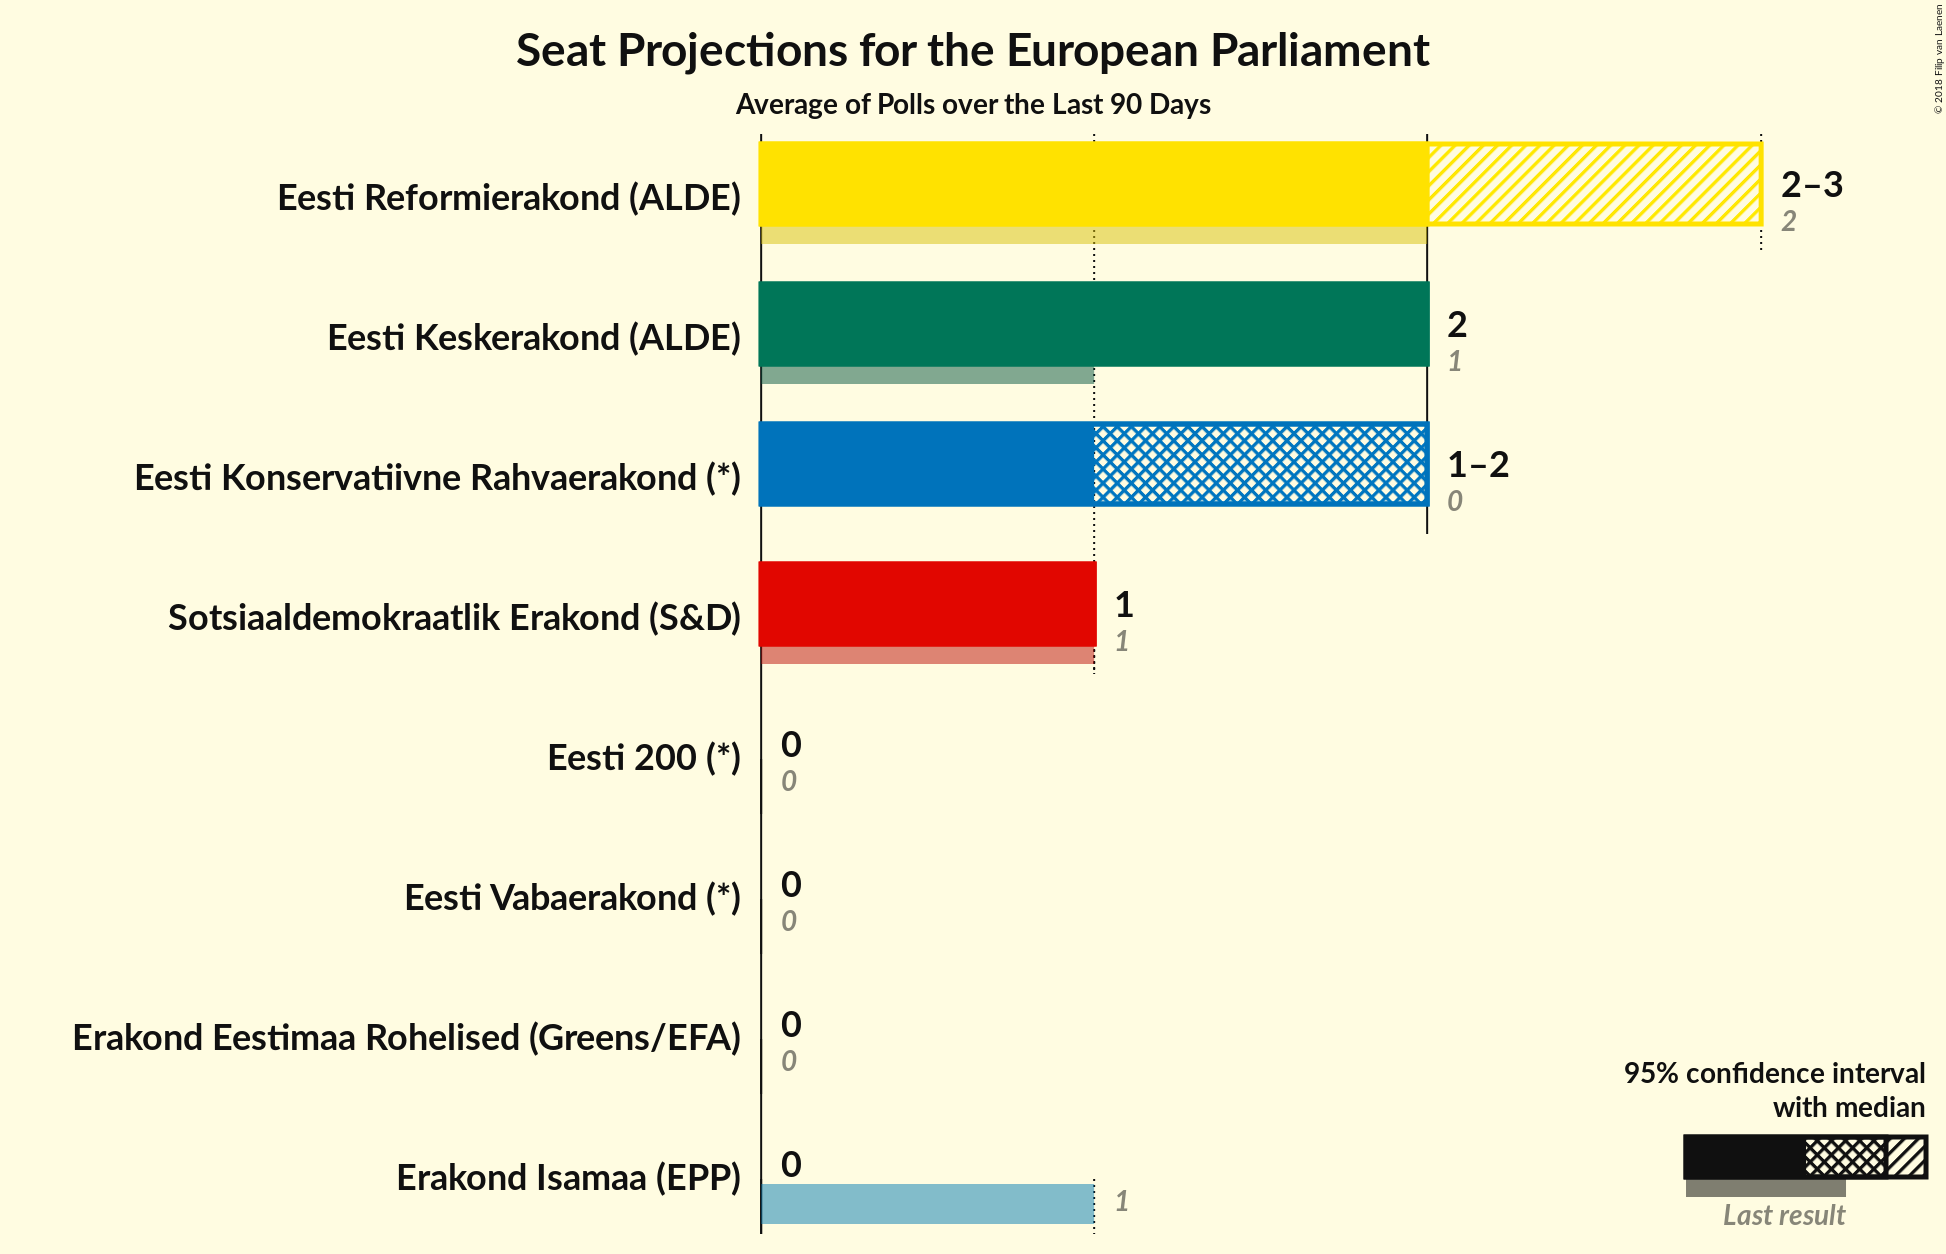 Seat Projections for the European Parliament
Average of Polls over the Last 90 Days
© 2018 Filip van Laenen
Eesti Reformierakond (ALDE)
2–3
2
Eesti Keskerakond (ALDE)
2
1
Eesti Konservatiivne Rahvaerakond (*)
1–2
0
Sotsiaaldemokraatlik Erakond (S&D)
1
1
Eesti 200 (*)
0
0
Eesti Vabaerakond (*)
0
0
Erakond Eestimaa Rohelised (Greens/EFA)
0
0
Erakond Isamaa (EPP)
0
1
95% confidence interval
with median
Last result